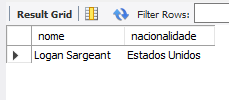 Result Grid Filter Rows:
nome nacionalidade
Logan Sargeant Estados Unidos